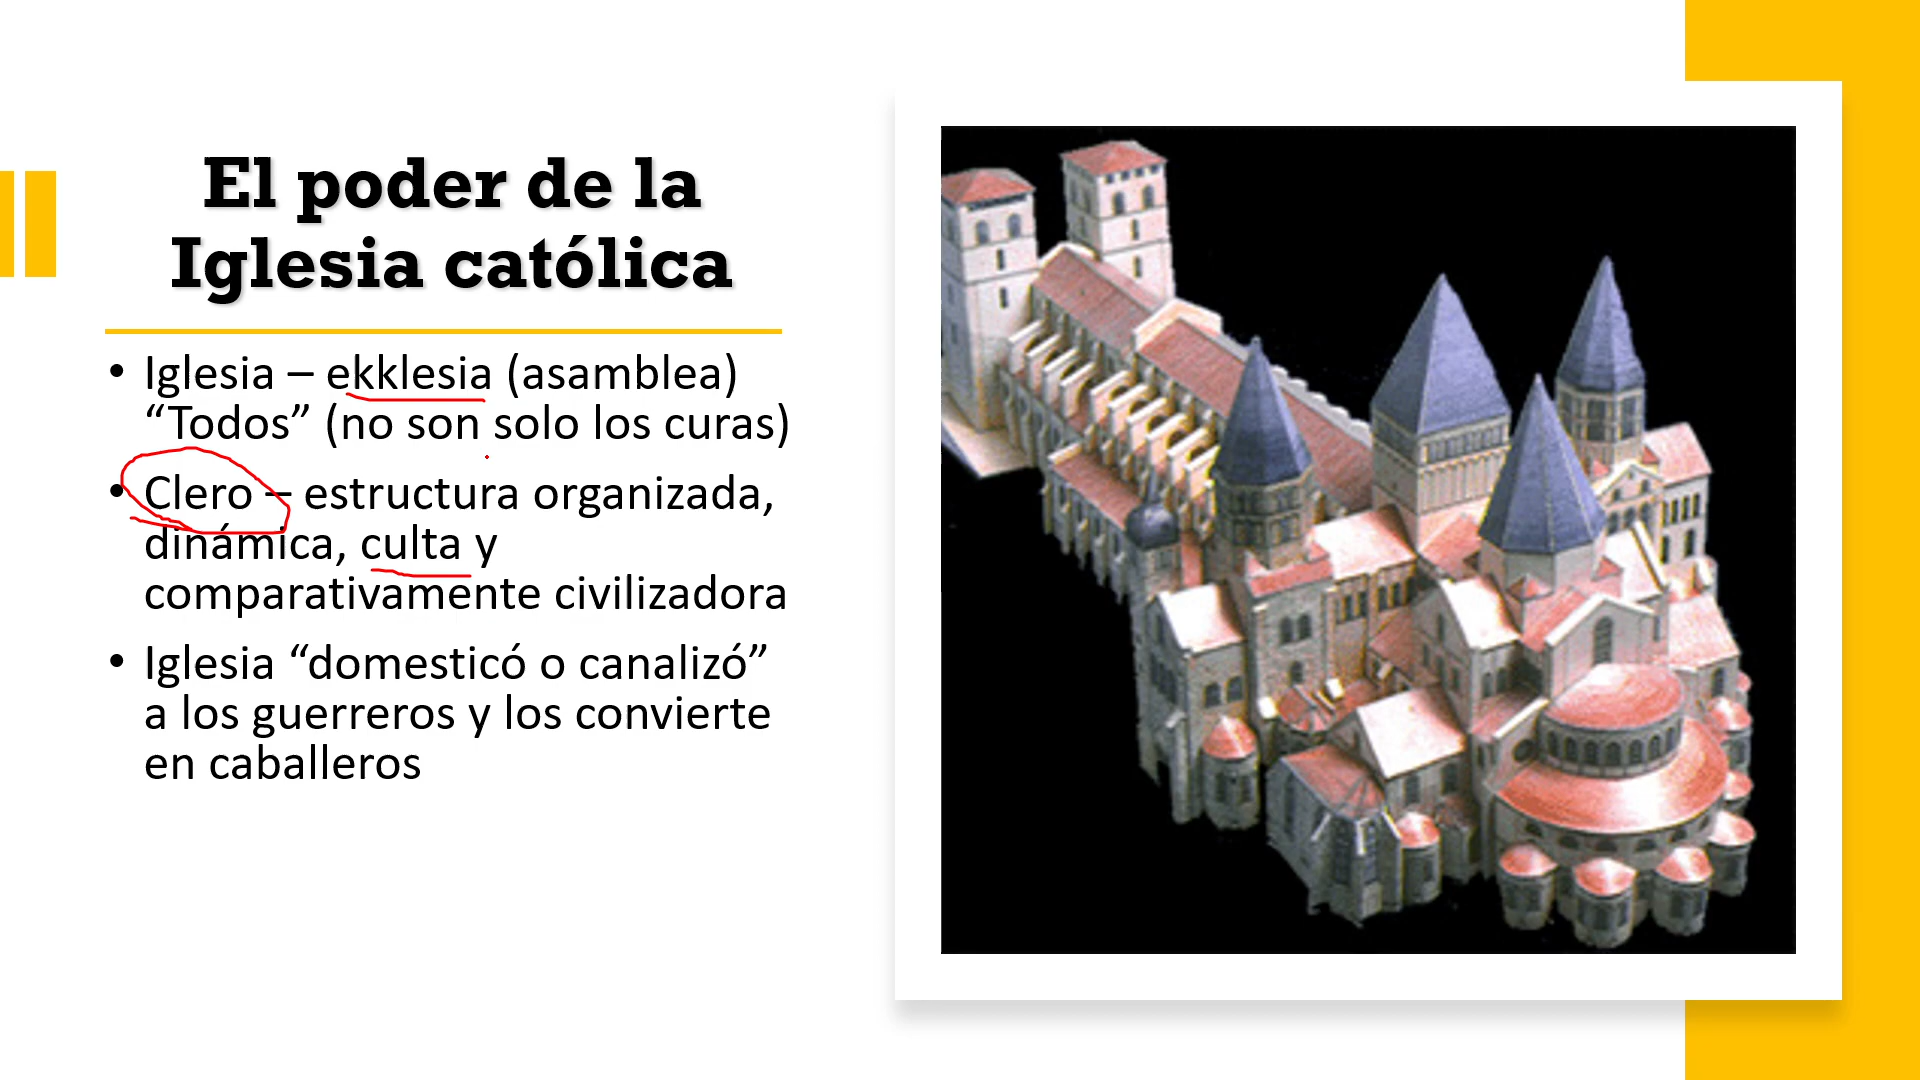 El poder de la
Iglesia católica
• Iglesia – ekklesia (asamblea)
“Todos” (no son solo los curas)
• Clero – estructura organizada,
dinámica, culta y
comparativamente civilizadora
• Iglesia “domesticó o canalizó”
a los guerreros y los convierte
en caballeros